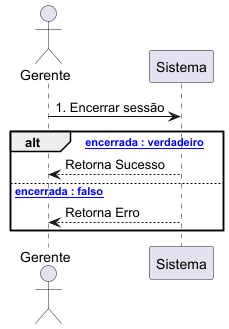 Gerente
Sistema
1. Encerrar sessão
alt
encerrada : verdadeiro
Retorna Sucesso
encerrada : falso
Retorna Erro
Gerente
Sistema